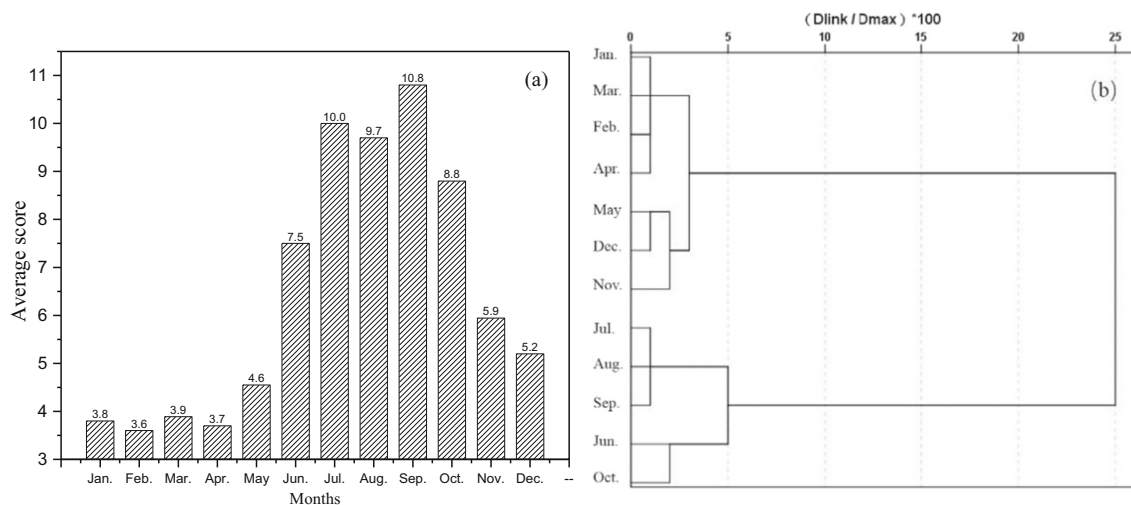 (a)
Average score
11
10
9
8
7
6
5
4
3
3.8
3.6
3.9
3.7
4.6
7.5
10.0
9.7
10.8
8.8
5.9
5.2
Jan. Feb. Mar. Apr. May Jun. Jul. Aug. Sep. Oct. Nov. Dec. --
Months
(Dlink / Dmax) *100
0 5 10 15 20 25
(b)
Jan.
Mar.
Feb.
Apr.
May
Dec.
Nov.
Jul.
Aug.
Sep.
Jun.
Oct.